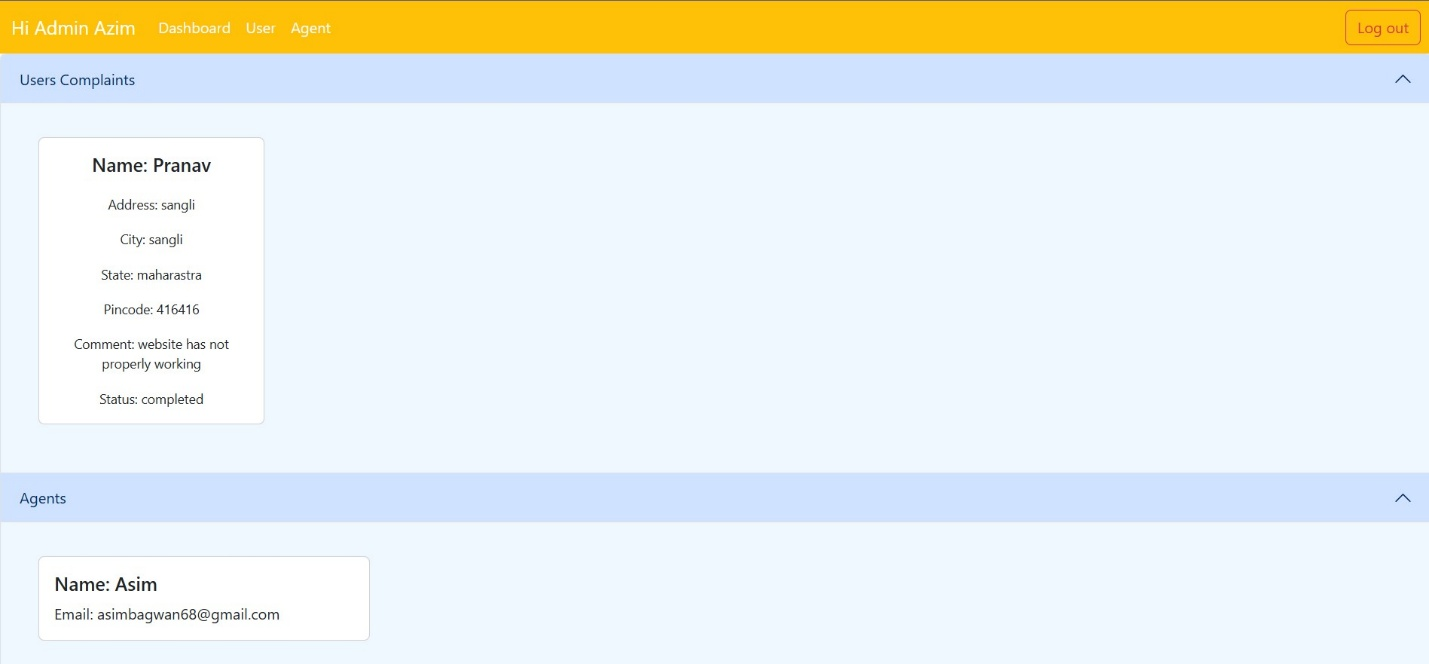 Hi Admin Azim Dashboard User Agent Log out
Users Complaints
Name: Pranav
Address: sangli
City: sangli
State: maharastra
Pincode: 416416
Comment: website has not
properly working
Status: completed
Agents
Name: Asim
Email: asimbagwan68@gmail.com